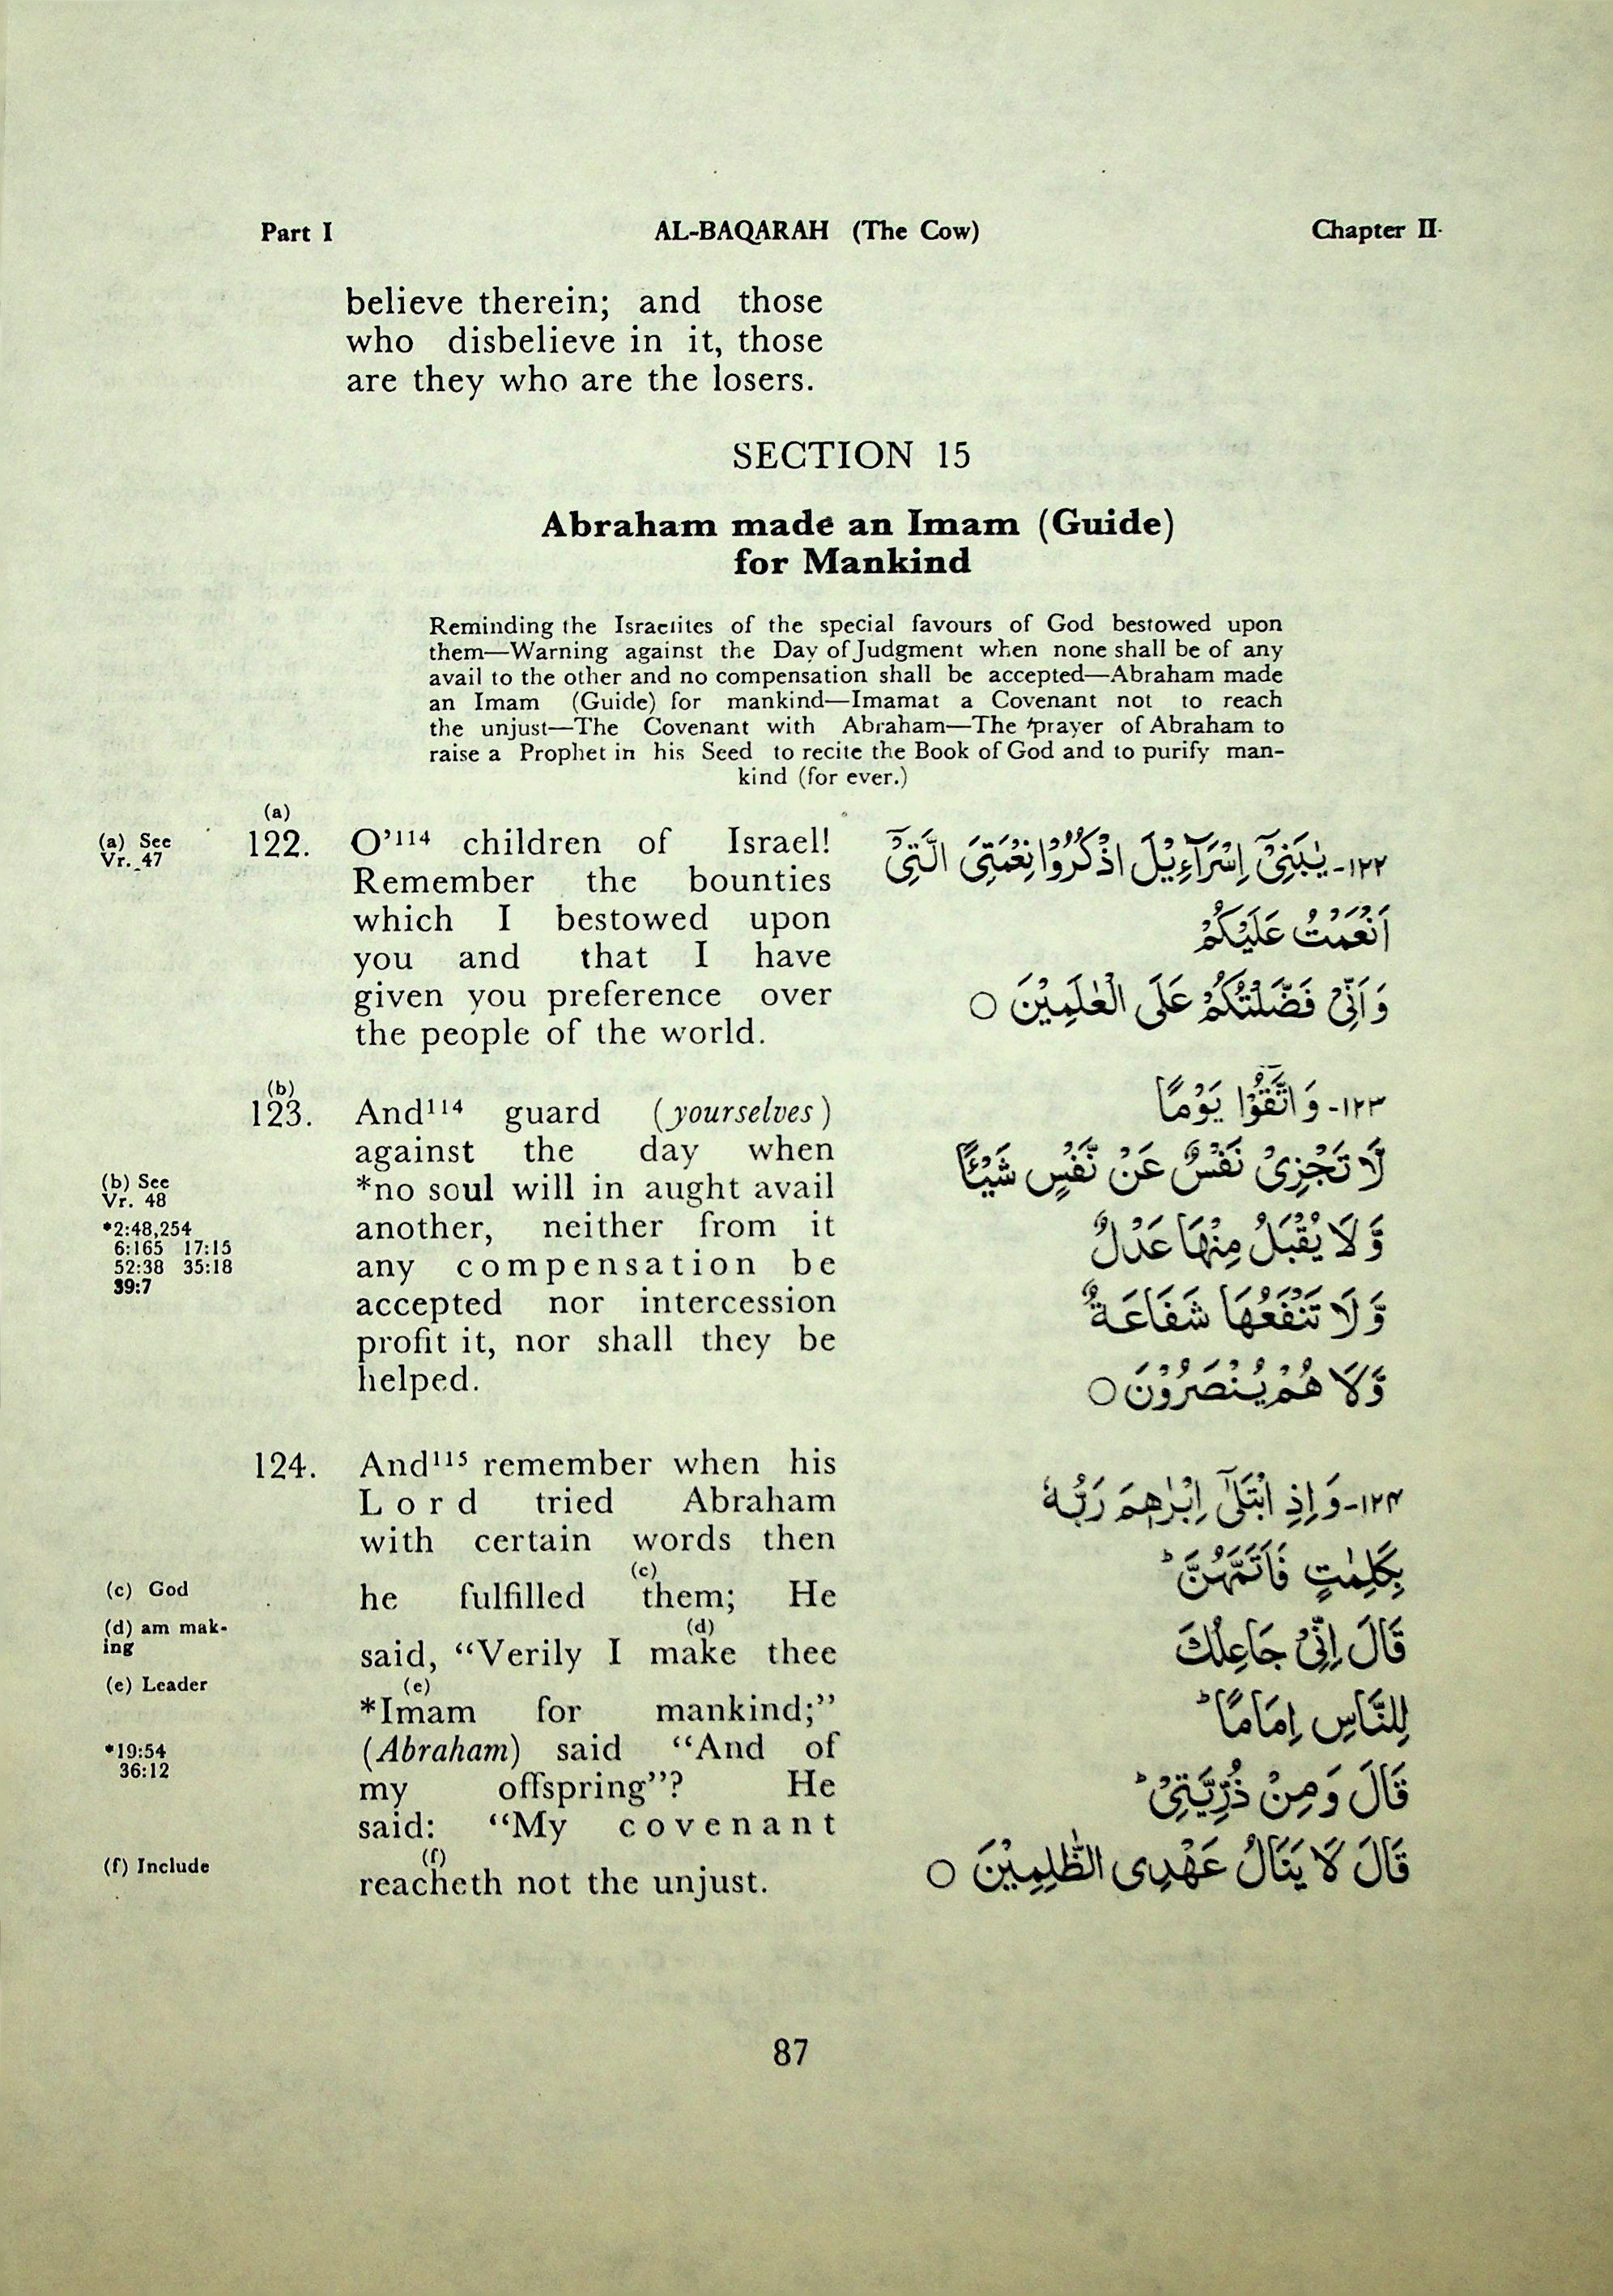 Part I AL-BAQARAH (The Cow) Chapter II
believe therein; and those
who disbelieve in it, those
are they who are the losers.
SECTION 15
Abraham made an Imam (Guide)
for Mankind
Reminding the Israelites of the special favours of God bestowed upon
them—Warning against the Day of Judgment when none shall be of any
avail to the other and no compensation shall be accepted—Abraham made
an Imam (Guide) for mankind—Imamat a Covenant not to reach
the unjust—The Covenant with Abraham—The prayer of Abraham to
raise a Prophet in his Seed to recite the Book of God and to purify man-
kind (for ever.)
(a)
(a) See
Vr. 47
122. O’¹¹⁴ children of Israel!
Remember the bounties
which I bestowed upon
you and that I have
given you preference over
the people of the world.
۱۲۲- يٰبَنِىْٓ اِسْرَآءِيْلَ اذْكُرُوْا نِعْمَتِىَ الَّتِىْٓ
اَنْعَمْتُ عَلَيْكُمْ
وَاَنِّىْ فَضَّلْتُكُمْ عَلَى الْعٰلَمِيْنَ ○
(b)
123. And¹¹⁴ guard (yourselves)
against the day when
*no soul will in aught avail
another, neither from it
any compensation be
accepted nor intercession
profit it, nor shall they be
helped.
(b) See
Vr. 48
*2:48,254
6:165 17:15
52:38 35:18
39:7
۱۲۳- وَاتَّقُوْا يَوْمًا
لَّا تَجْزِىْ نَفْسٌ عَنْ نَّفْسٍ شَيْئًا
وَّلَا يُقْبَلُ مِنْهَا عَدْلٌ
وَّلَا تَنْفَعُهَا شَفَاعَةٌ
وَّلَا هُمْ يُنْصَرُوْنَ ○
124. And¹¹⁵ remember when his
Lord tried Abraham
with certain words then
(c)
he fulfilled them; He
(d)
said, “Verily I make thee
(e)
*Imam for mankind;”
(Abraham) said “And of
my offspring”? He
said: “My covenant
(f)
reacheth not the unjust.
(c) God
(d) am mak-
ing
(e) Leader
*19:54
36:12
(f) Include
۱۲۴- وَاِذِ ابْتَلٰٓى اِبْرٰهٖمَ رَبُّهٗ
بِكَلِمٰتٍ فَاَتَمَّهُنَّ ؕ
قَالَ اِنِّىْ جَاعِلُكَ
لِلنَّاسِ اِمَامًا ؕ
قَالَ وَمِنْ ذُرِّيَّتِىْ ؕ
قَالَ لَا يَنَالُ عَهْدِى الظّٰلِمِيْنَ ○
87